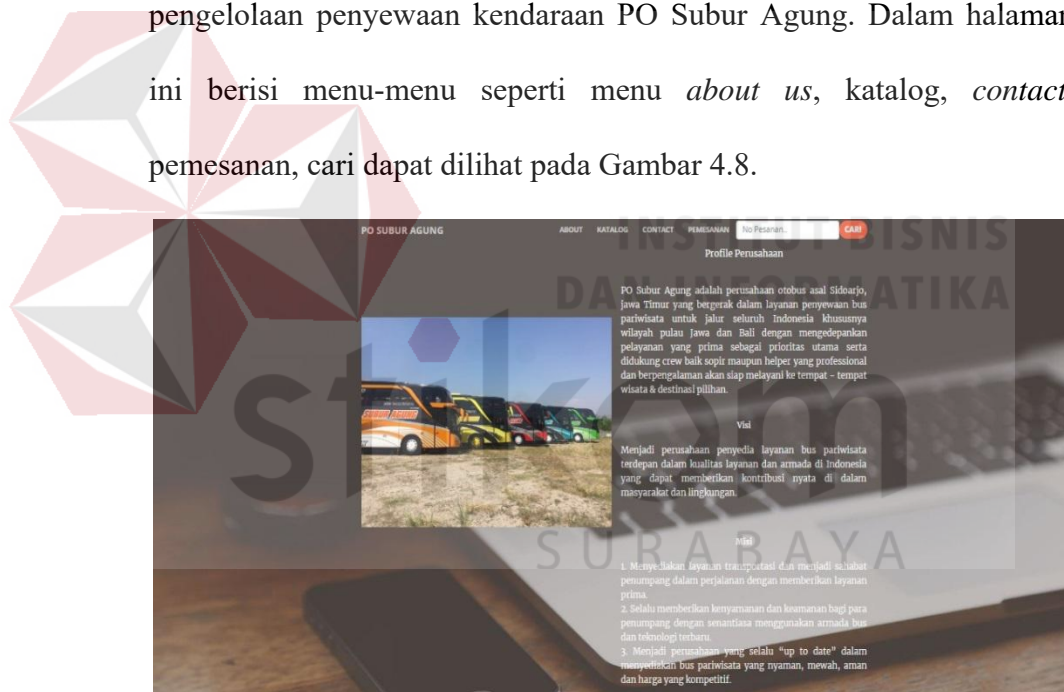 pengelolaan penyewaan kendaraan PO Subur Agung. Dalam halaman
ini berisi menu-menu seperti menu about us, katalog, contact
pemesanan, cari dapat dilihat pada Gambar 4.8.
INSTITUT BISNIS
DAN INFORMATIKA
stikom
SURABAYA
PO SUBUR AGUNG
ABOUT KATALOG CONTACT PEMESANAN No Pesanan.. CARI
Profile Perusahaan
PO Subur Agung adalah perusahaan otobus asal Sidoarjo,
Jawa Timur yang bergerak dalam layanan penyewaan bus
pariwisata untuk jalur seluruh Indonesia khususnya
wilayah pulau Jawa dan Bali dengan mengedepankan
pelayanan yang prima sebagai prioritas utama serta
didukung crew baik sopir maupun helper yang professional
dan berpengalaman akan siap melayani ke tempat – tempat
wisata & destinasi pilihan.
SUBUR AGUNG
Visi
Menjadi perusahaan penyedia layanan bus pariwisata
terdepan dalam kualitas layanan dan armada di Indonesia
yang dapat memberikan kontribusi nyata di dalam
masyarakat dan lingkungan.
Misi
1. Menyediakan layanan transportasi dan menjadi sahabat
penumpang dalam perjalanan dengan memberikan layanan
prima.
2. Selalu memberikan kenyamanan dan keamanan bagi para
penumpang dengan senantiasa menggunakan armada bus
dan teknologi terbaru.
3. Menjadi perusahaan yang selalu "up to date" dalam
menyediakan bus pariwisata yang nyaman, mewah, aman
dan harga yang kompetitif.